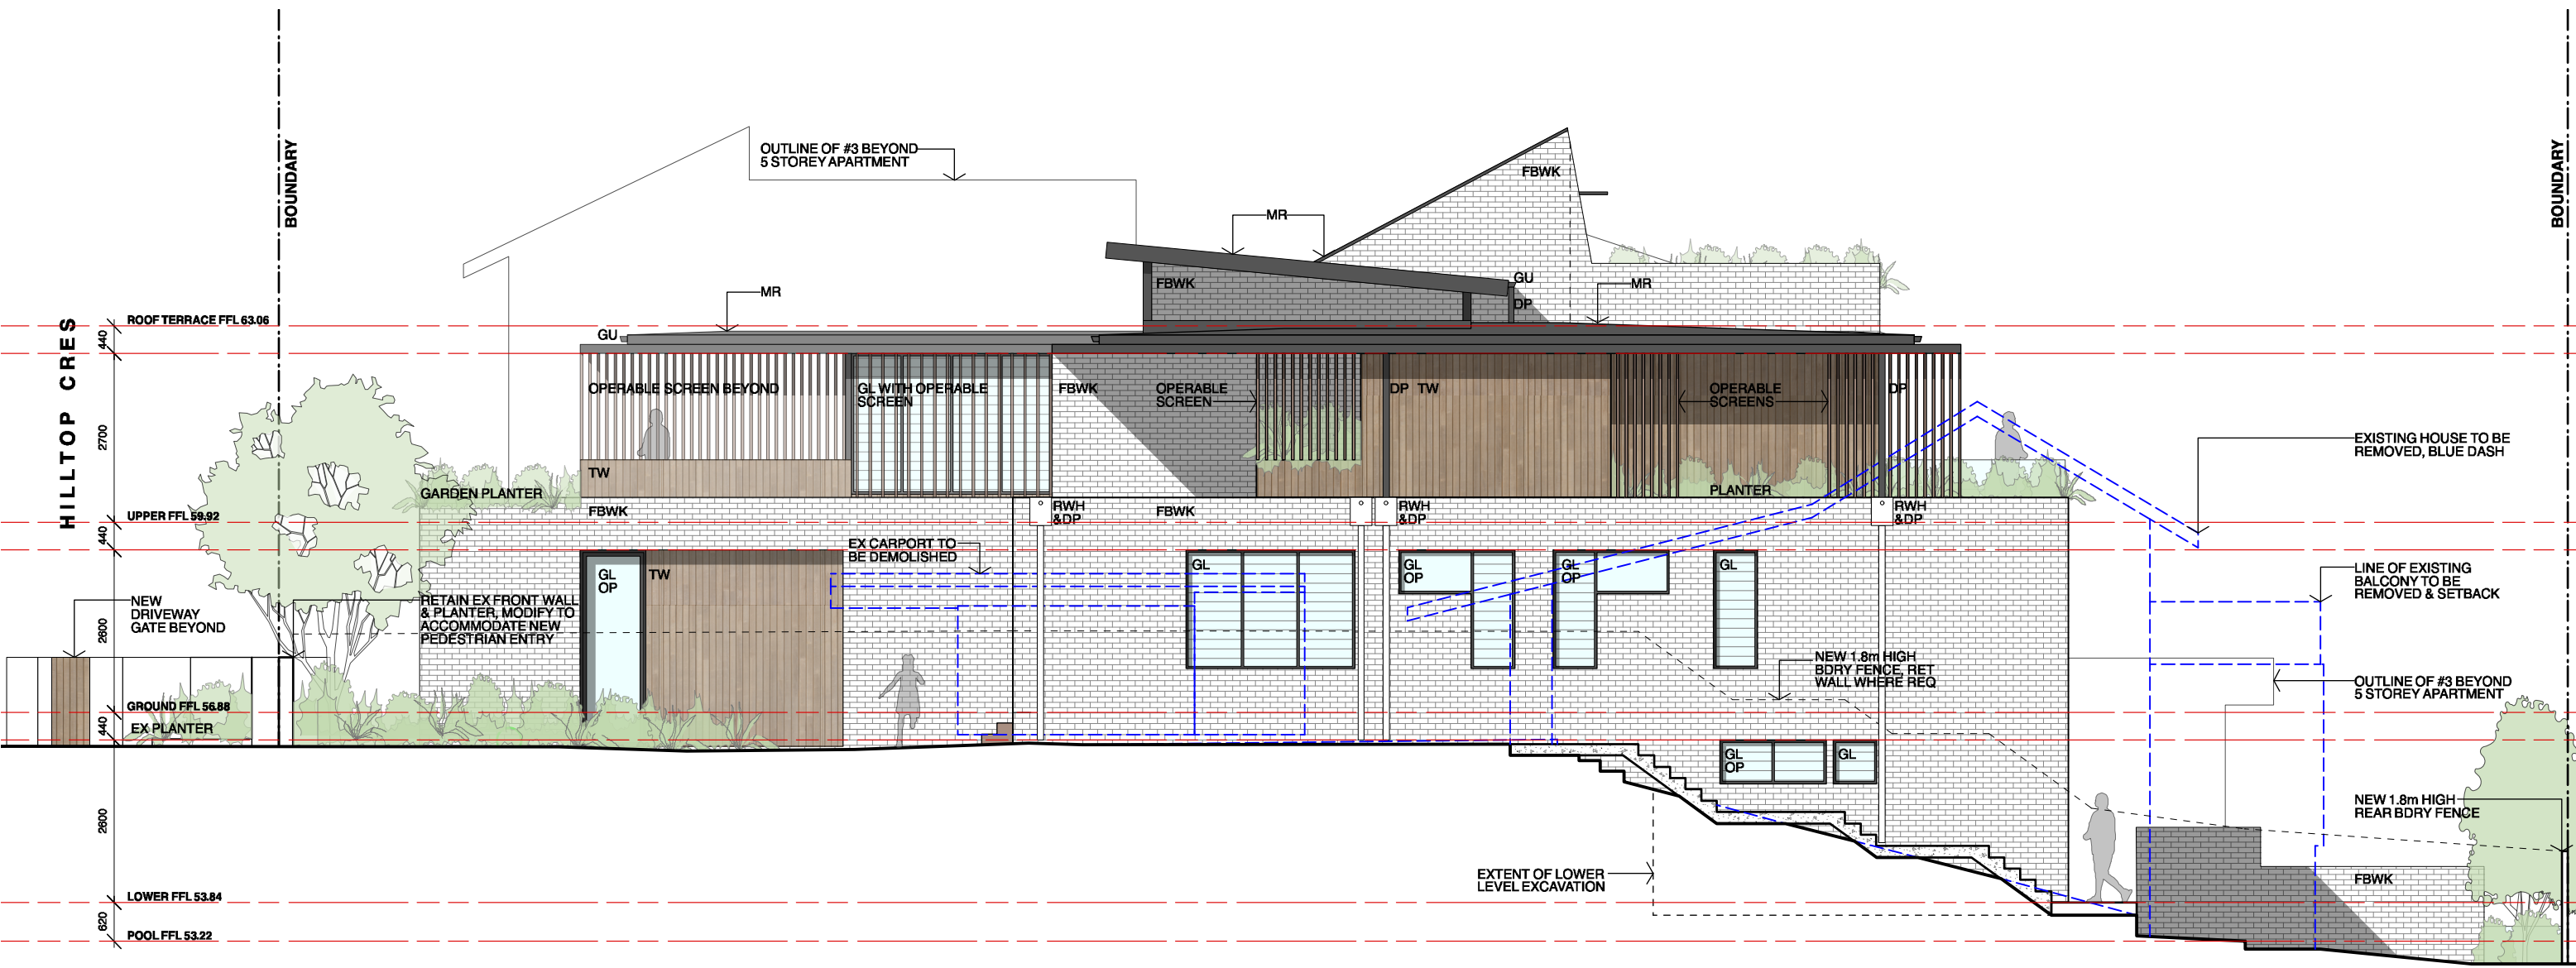 HILLTOP CRES
BOUNDARY
BOUNDARY
OUTLINE OF #3 BEYOND
5 STOREY APARTMENT
FBWK
MR
FBWK
GU
DP
MR
MR
GU
ROOF TERRACE FFL 63.06
440
2700
OPERABLE SCREEN BEYOND
GL WITH OPERABLE
SCREEN
FBWK
OPERABLE
SCREEN
DP
TW
OPERABLE
SCREENS
DP
EXISTING HOUSE TO BE
REMOVED, BLUE DASH
TW
GARDEN PLANTER
PLANTER
UPPER FFL 59.92
440
FBWK
RWH
&DP
FBWK
RWH
&DP
RWH
&DP
EX CARPORT TO
BE DEMOLISHED
GL
OP
TW
GL
GL
OP
GL
OP
GL
LINE OF EXISTING
BALCONY TO BE
REMOVED & SETBACK
NEW
DRIVEWAY
GATE BEYOND
RETAIN EX FRONT WALL
& PLANTER, MODIFY TO
ACCOMMODATE NEW
PEDESTRIAN ENTRY
2600
NEW 1.8m HIGH
BDRY FENCE, RET
WALL WHERE REQ
OUTLINE OF #3 BEYOND
5 STOREY APARTMENT
GROUND FFL 56.88
440
EX PLANTER
GL
OP
GL
2600
NEW 1.8m HIGH
REAR BDRY FENCE
EXTENT OF LOWER
LEVEL EXCAVATION
FBWK
LOWER FFL 53.84
620
POOL FFL 53.22